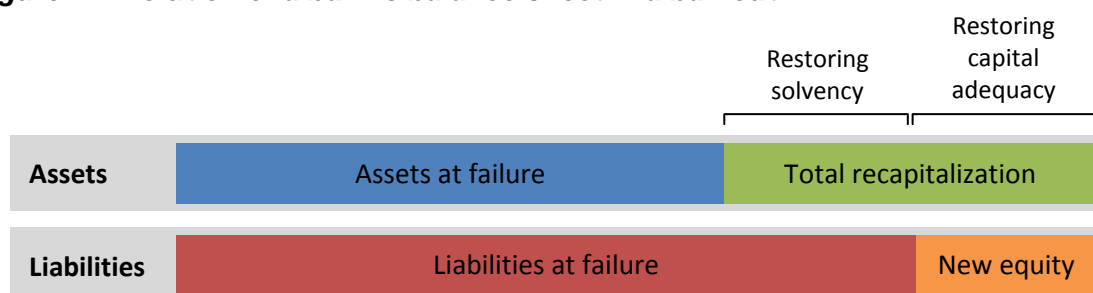 Restoring
solvency
Restoring
capital
adequacy
Assets
Assets at failure
Total recapitalization
Liabilities
Liabilities at failure
New equity